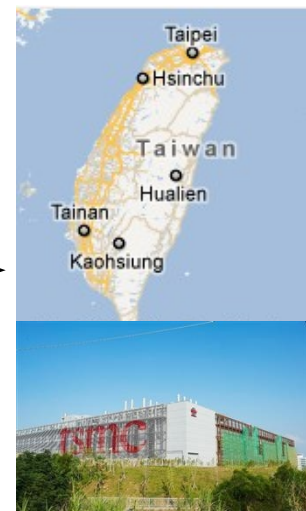 Taipei
Hsinchu
Taiwan
Hualien
Tainan
Kaohsiung
tsmc